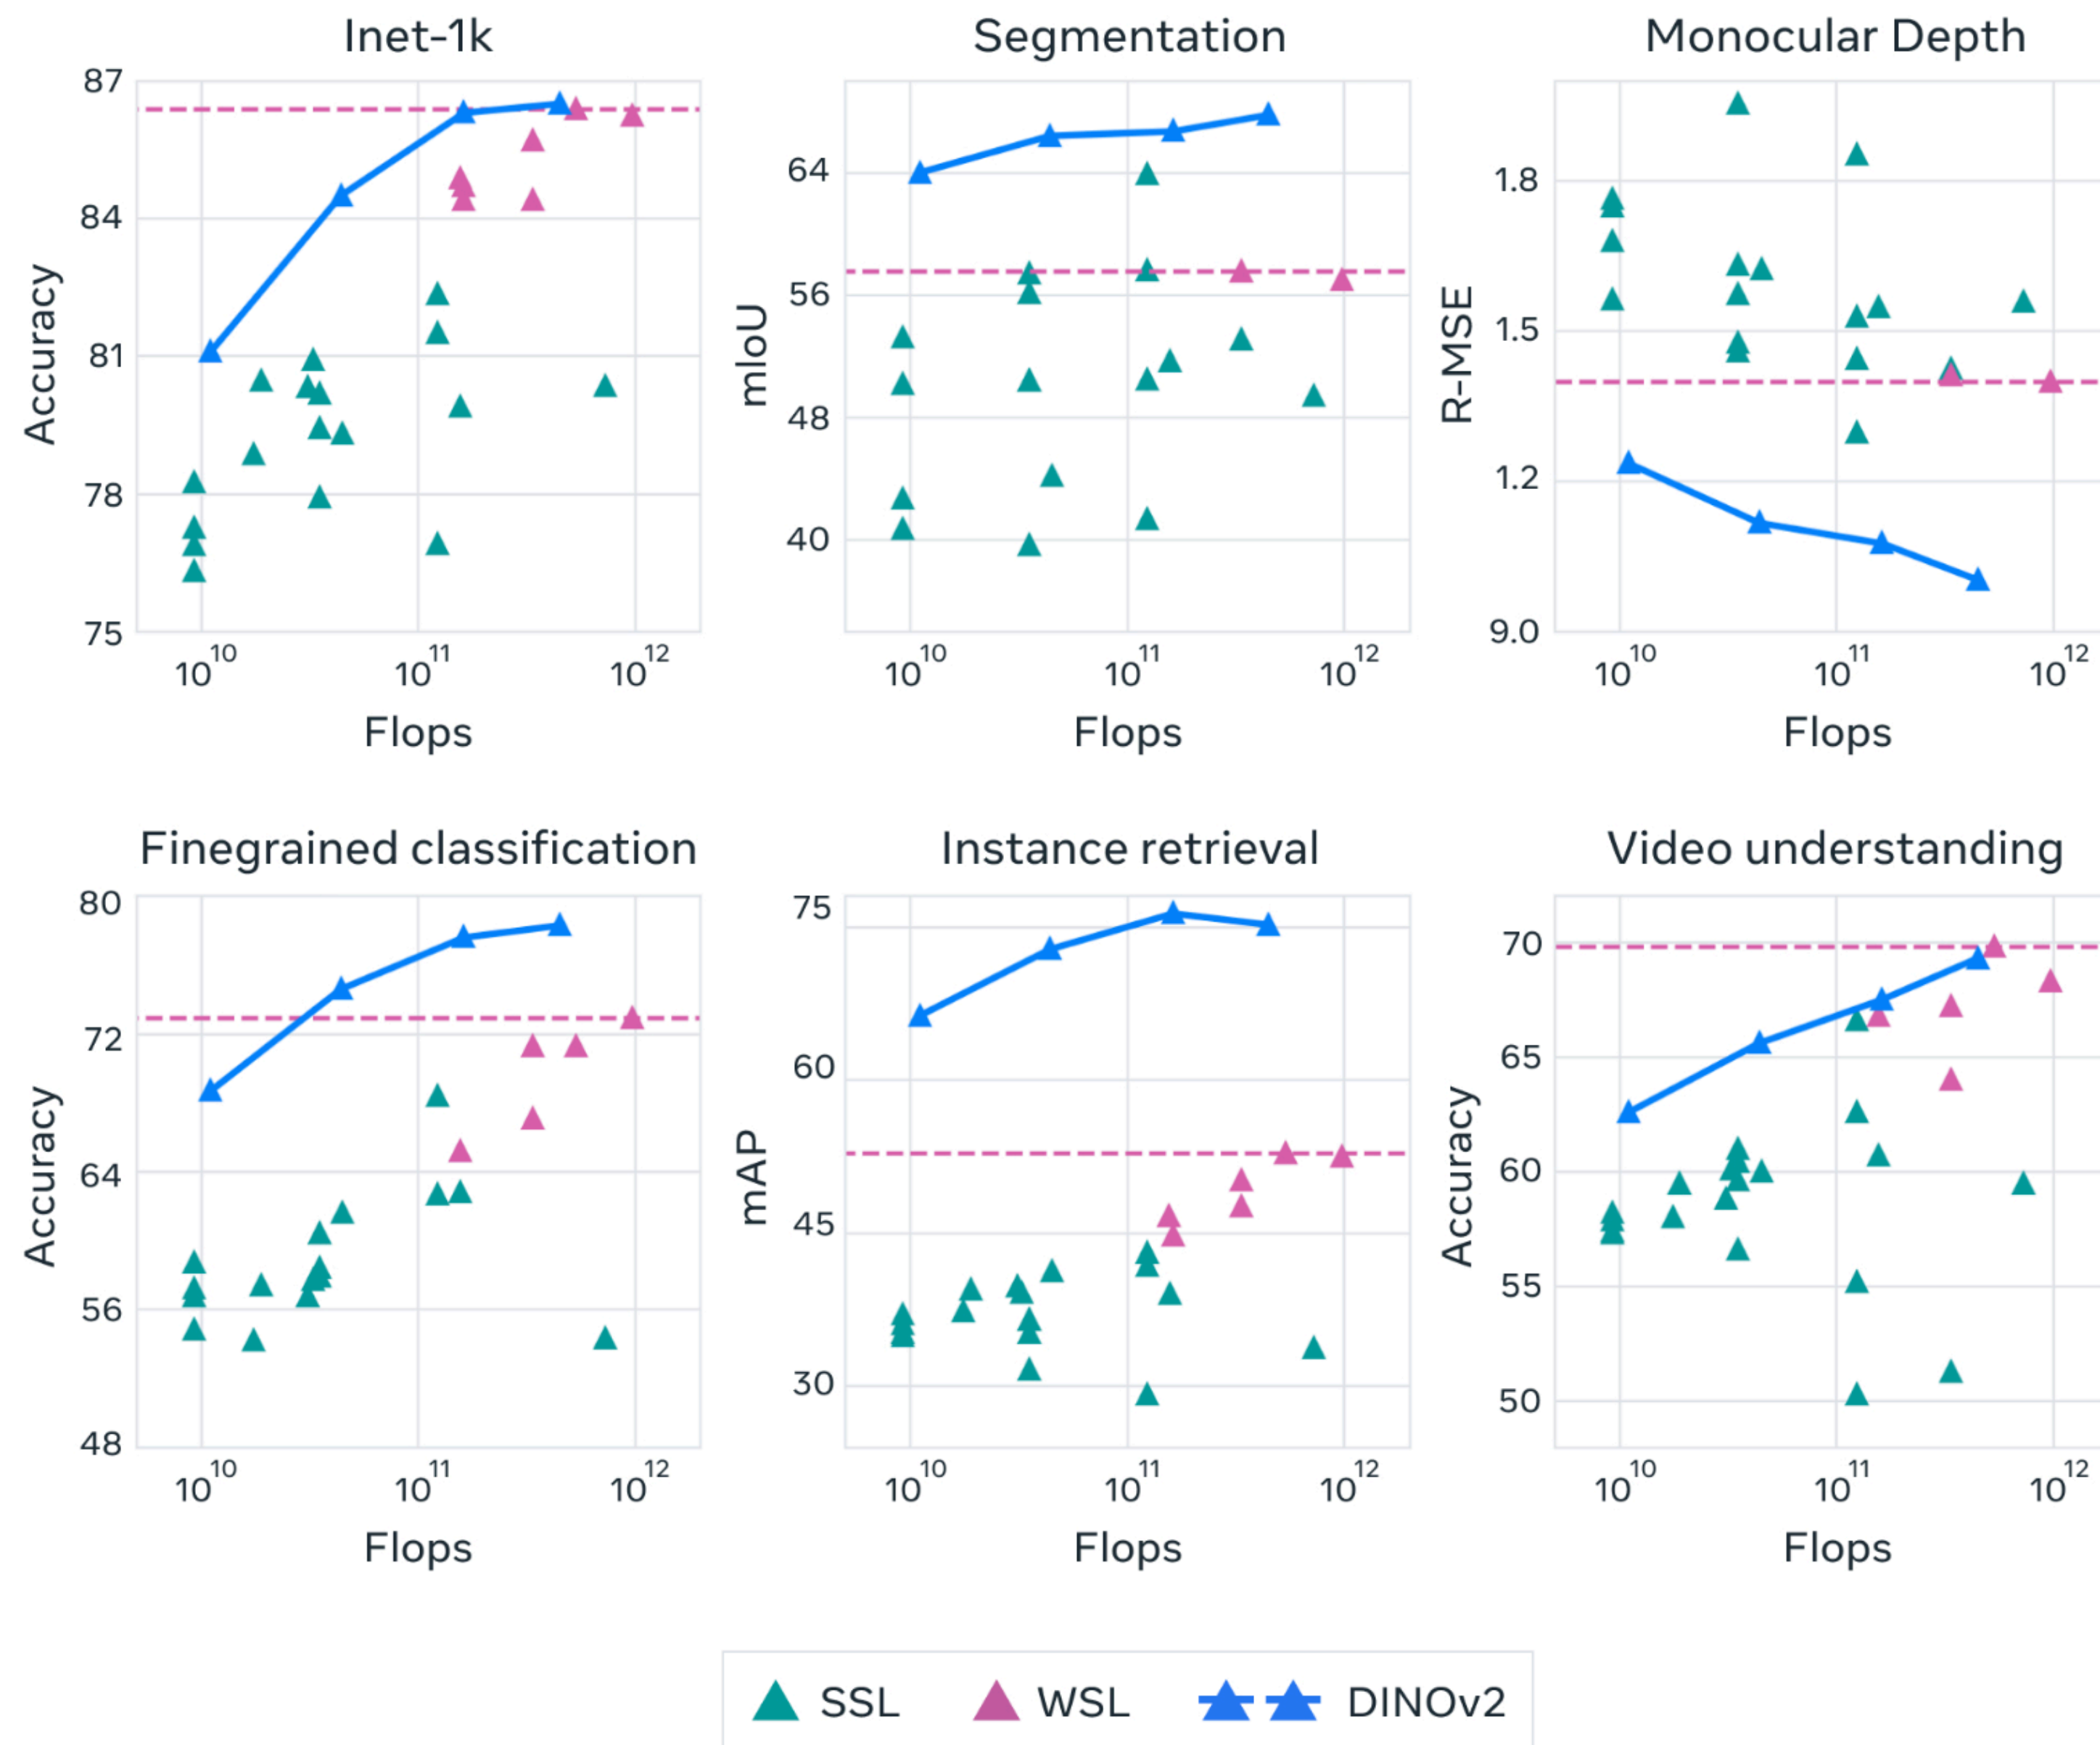 Inet-1k
Segmentation
Monocular Depth
Accuracy
87
84
81
78
75
10^10
10^11
10^12
Flops
mIoU
64
56
48
40
10^10
10^11
10^12
Flops
R-MSE
1.8
1.5
1.2
9.0
10^10
10^11
10^12
Flops
Finegrained classification
Instance retrieval
Video understanding
Accuracy
80
72
64
56
48
10^10
10^11
10^12
Flops
mAP
75
60
45
30
10^10
10^11
10^12
Flops
Accuracy
70
65
60
55
50
10^10
10^11
10^12
Flops
SSL
WSL
DINOv2